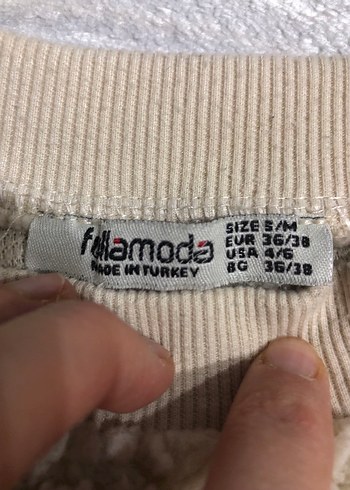 fullamoda
MADE IN TURKEY
SIZE S/M
EUR 36/38
USA 4/6
BG 36/38